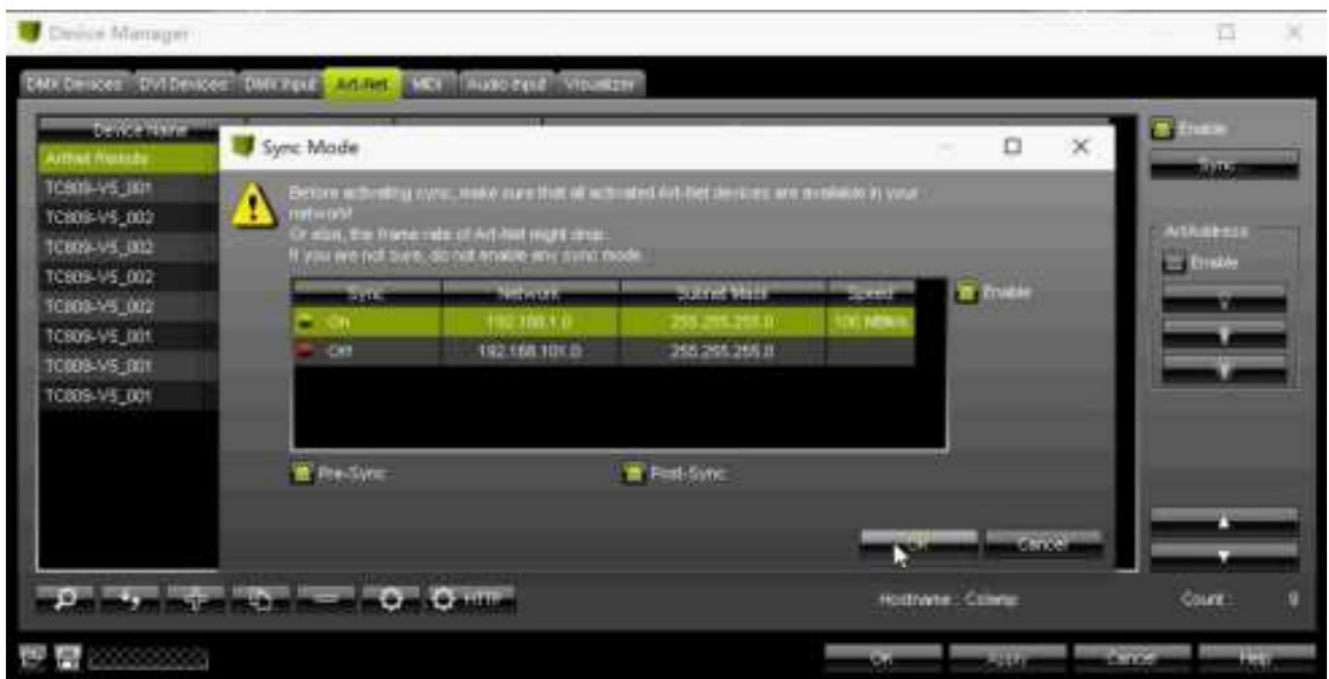 Device Manager
DMX Devices DVI Devices DMX Input Art-Net MIDI Audio Input Visualizer
Device Name
Enable
Sync Mode
ArtNet
Sync
TC809-V5_001
Before activating sync, make sure that all activated Art-Net devices are available in your
network!
TC809-V5_002
Or else, the frame rate of Art-Net might drop.
ArtAddress
TC809-V5_002
If you are not sure, do not enable any sync mode.
Enable
TC809-V5_002
Sync Network Subnet Mask Speed
Enable
TC809-V5_002
On 192.168.1.0 255.255.255.0 100
TC809-V5_001
Off 192.168.101.0 255.255.255.0
TC809-V5_001
TC809-V5_001
Pre-Sync Post-Sync
OK Cancel
HTTP
Hostname: Count: 9
OK Apply Cancel Help